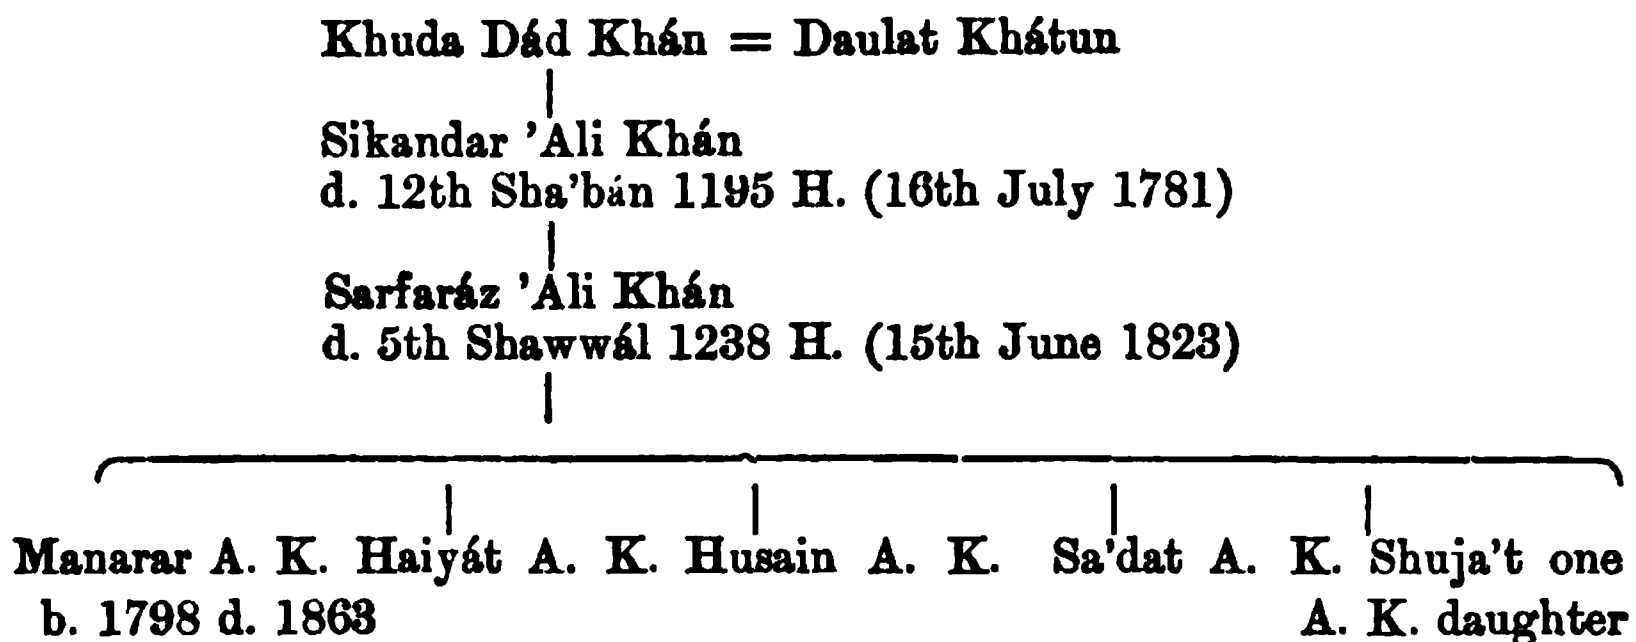 Khuda Dád Khán = Daulat Khátun
Sikandar 'Ali Khán
d. 12th Sha'bán 1195 H. (16th July 1781)
Sarfaráz 'Ali Khán
d. 5th Shawwál 1238 H. (15th June 1823)
Manarar A. K. Haiyát A. K. Husain A. K. Sa'dat A. K. Shuja't one
b. 1798 d. 1863 A. K. daughter